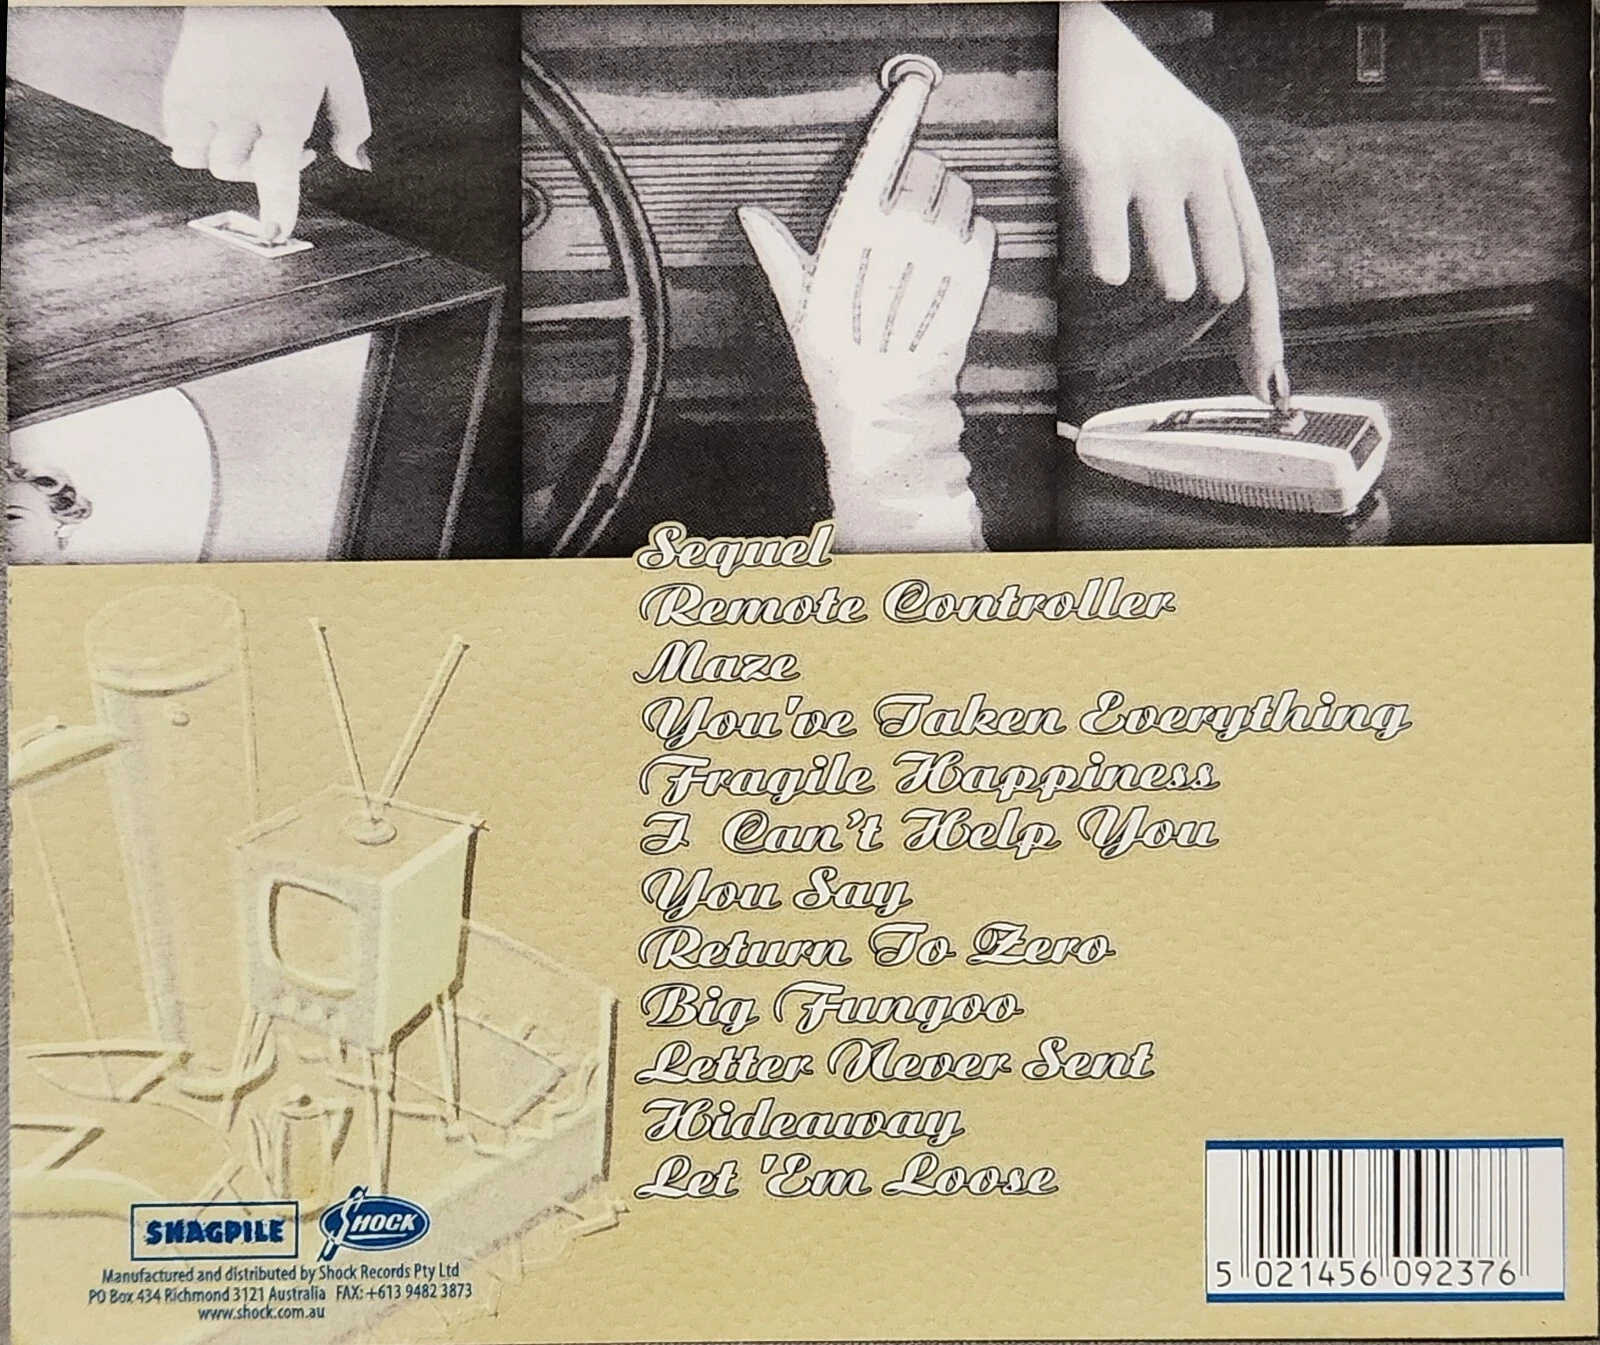 Sequel
Remote Controller
Maze
You've Taken Everything
Fragile Happiness
I Can't Help You
You Say
Return To Zero
Big Fungoo
Letter Never Sent
Hideaway
Let 'Em Loose
SHAGPILE
SHOCK
Manufactured and distributed by Shock Records Pty Ltd
PO Box 434 Richmond 3121 Australia FAX: +613 9482 3873
www.shock.com.au
5 021456 092376